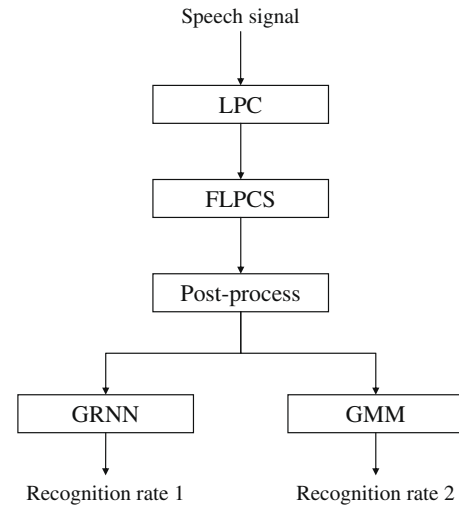 Speech signal
LPC
FLPCS
Post-process
GRNN
GMM
Recognition rate 1
Recognition rate 2